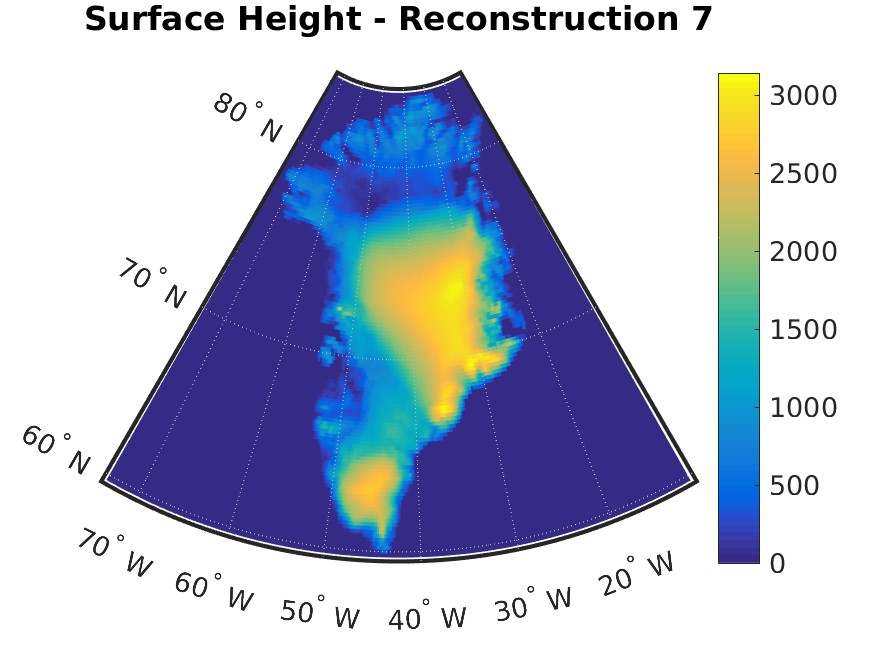 Surface Height - Reconstruction 7
80° N
70° N
60° N
70° W
60° W
50° W
40° W
30° W
20° W
3000
2500
2000
1500
1000
500
0